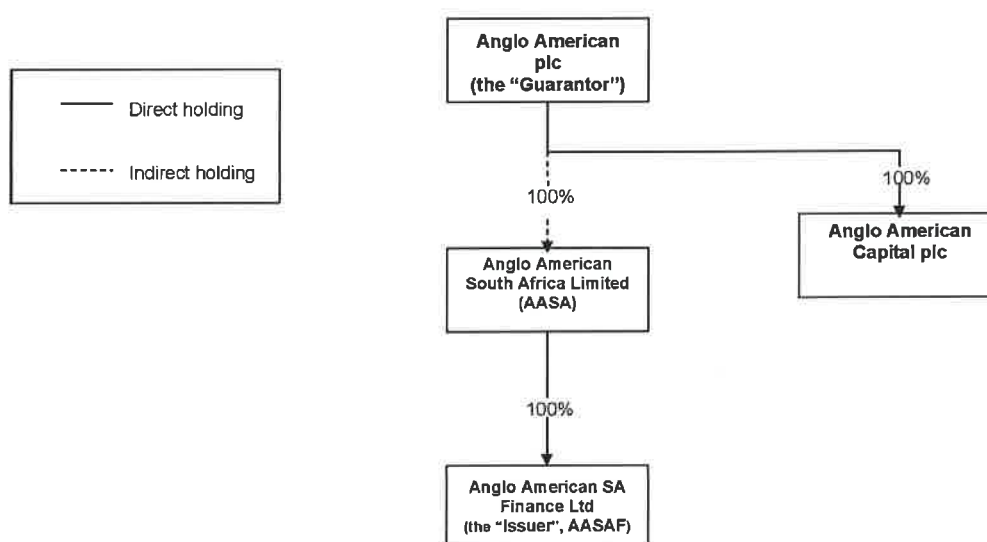 Anglo American
plc
(the “Guarantor”)
Direct holding
Indirect holding
100%
100%
Anglo American
Capital plc
Anglo American
South Africa Limited
(AASA)
100%
Anglo American SA
Finance Ltd
(the “Issuer”, AASAF)